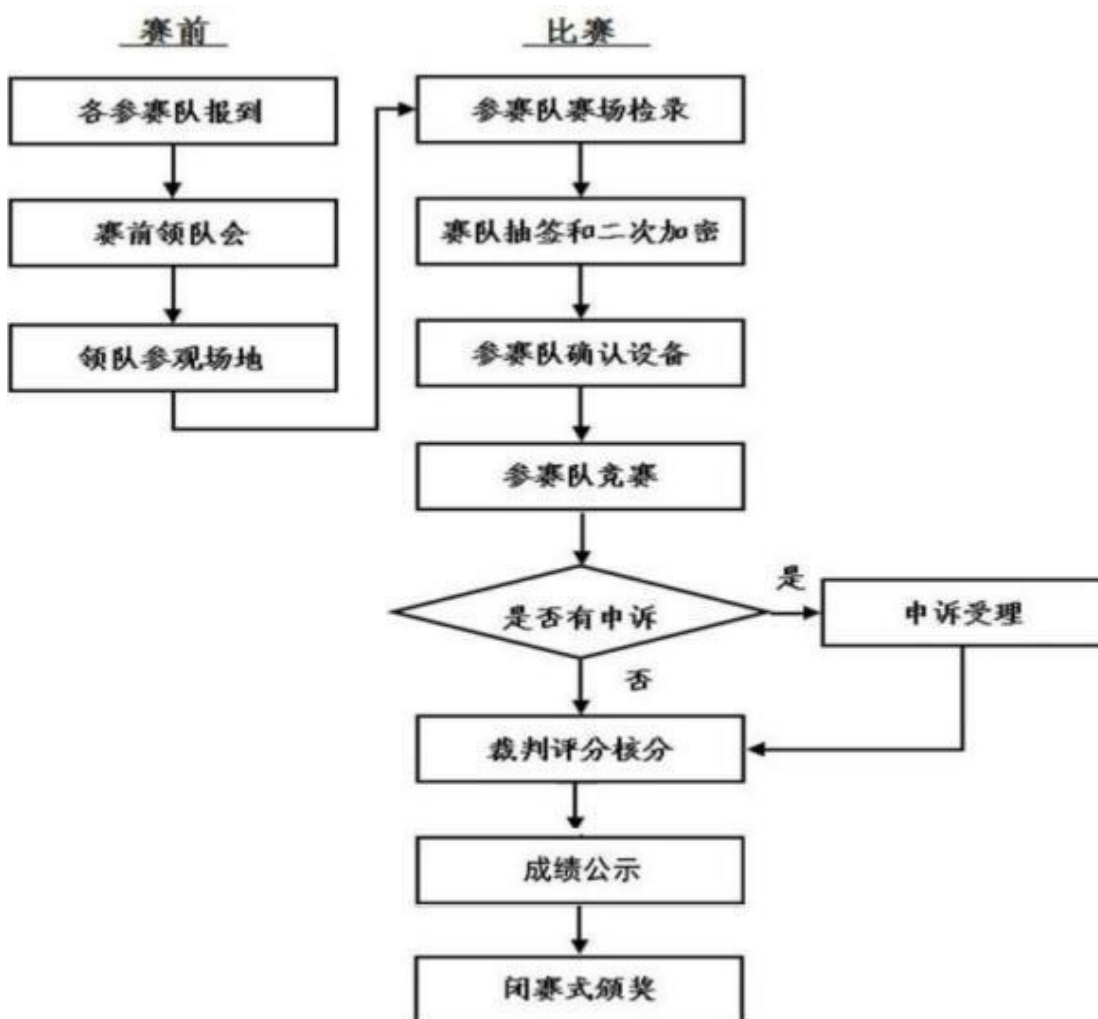 赛前
各参赛队报到
赛前领队会
领队参观场地
比赛
参赛队赛场检录
赛队抽签和二次加密
参赛队确认设备
参赛队竞赛
是否有申诉
是
申诉受理
否
裁判评分核分
成绩公示
闭赛式颁奖